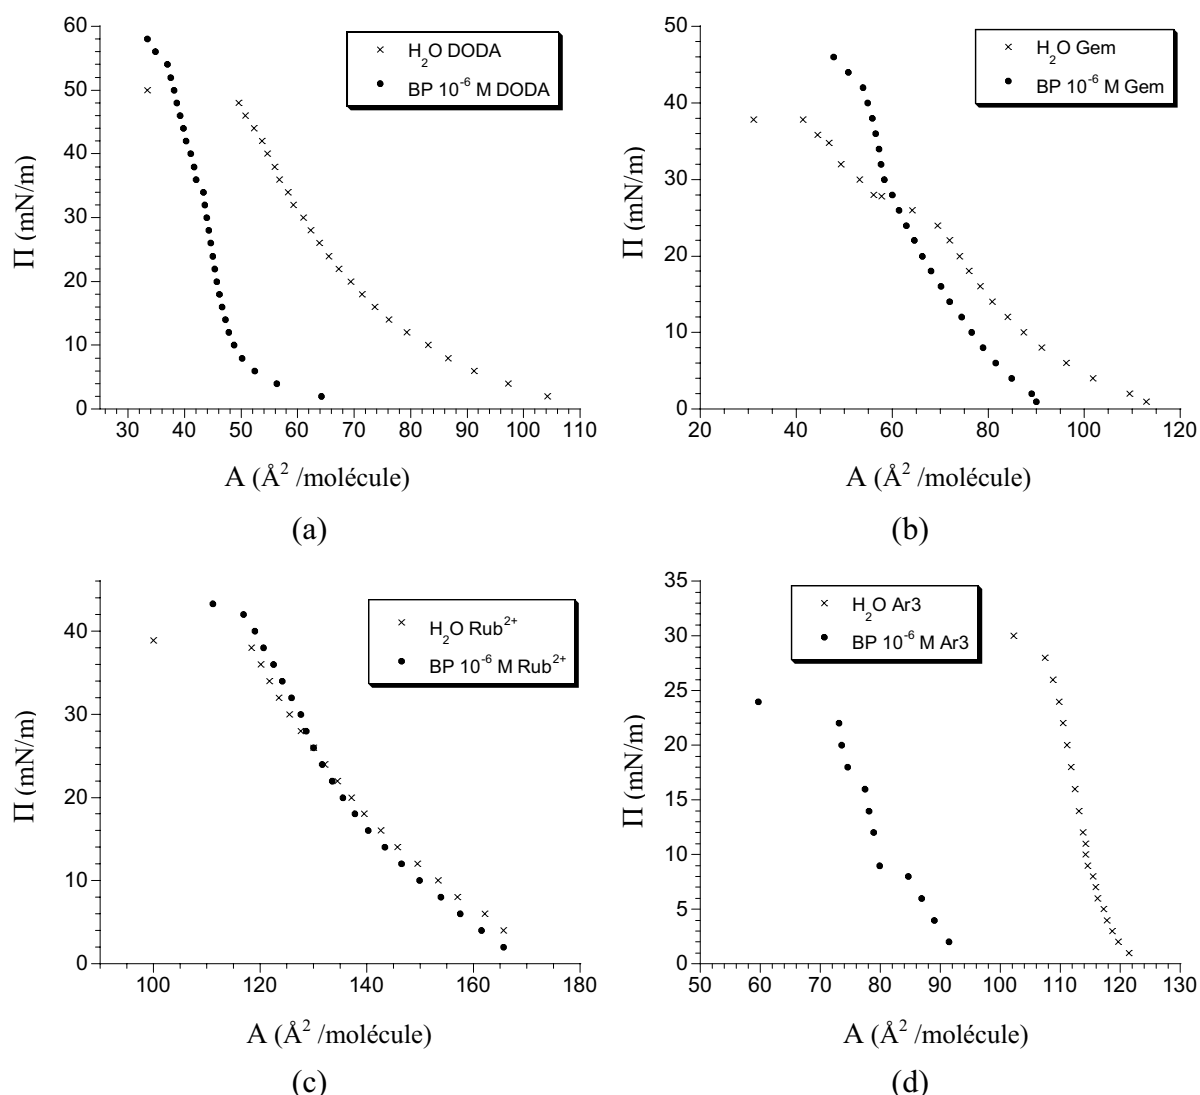 60
50
40
30
20
10
0
Π (mN/m)
× H₂O DODA
● BP 10⁻⁶ M DODA
30 40 50 60 70 80 90 100 110
A (Å² /molécule)
(a)
50
40
30
20
10
0
Π (mN/m)
× H₂O Gem
● BP 10⁻⁶ M Gem
20 40 60 80 100 120
A (Å² /molécule)
(b)
40
30
20
10
0
Π (mN/m)
× H₂O Rub²⁺
● BP 10⁻⁶ M Rub²⁺
100 120 140 160 180
A (Å² /molécule)
(c)
35
30
25
20
15
10
5
0
Π (mN/m)
× H₂O Ar3
● BP 10⁻⁶ M Ar3
50 60 70 80 90 100 110 120 130
A (Å² /molécule)
(d)